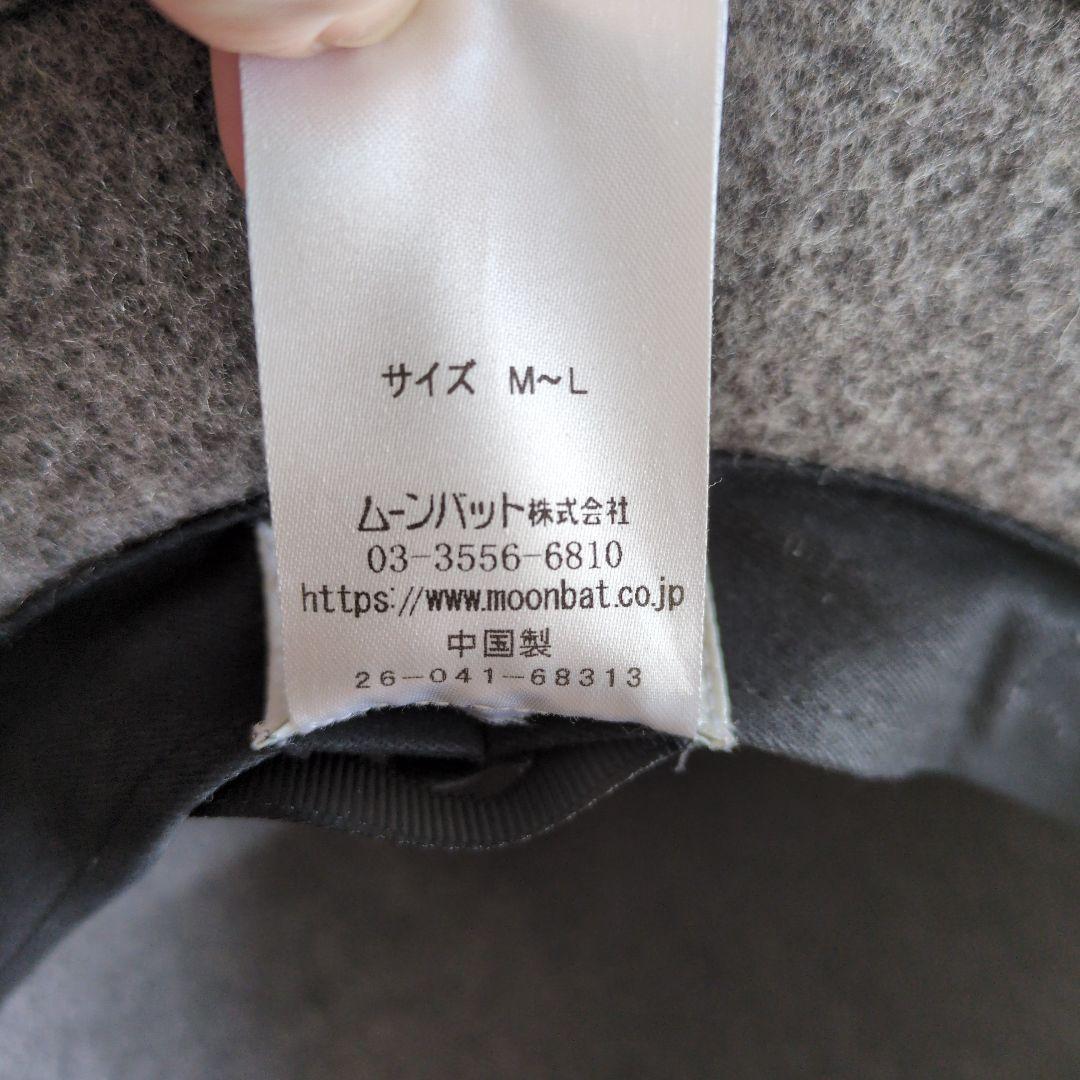 サイズ M～L
ムーンバット株式会社
03-3556-6810
https://www.moonbat.co.jp
中国製
26-041-68313